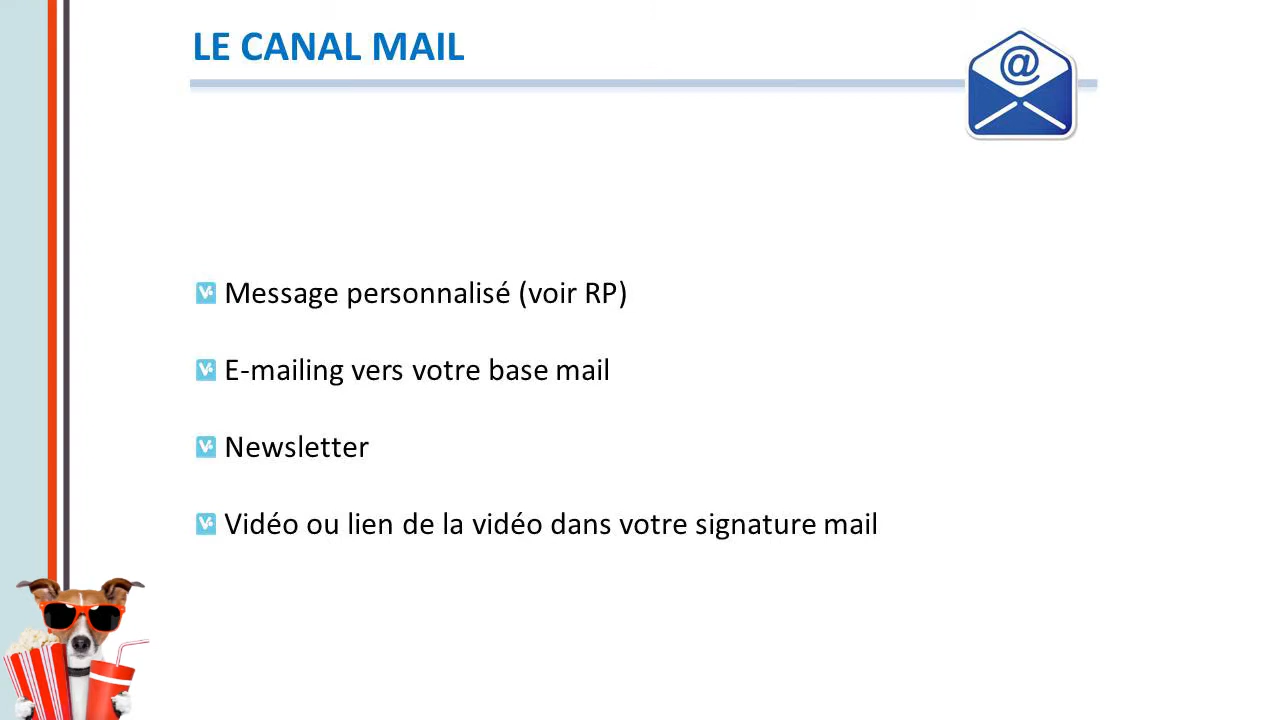 LE CANAL MAIL
@
Message personnalisé (voir RP)
E-mailing vers votre base mail
Newsletter
Vidéo ou lien de la vidéo dans votre signature mail